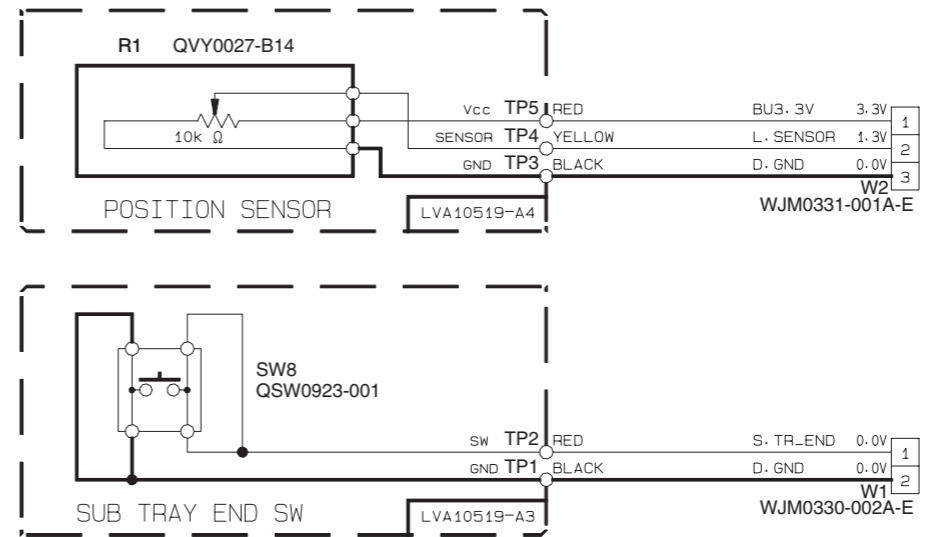 R1 QVY0027-B14
10k Ω
Vcc TP5 RED BU3.3V 3.3V 1
SENSOR TP4 YELLOW L.SENSOR 1.3V 2
GND TP3 BLACK D.GND 0.0V 3
W2
WJM0331-001A-E
POSITION SENSOR
LVA10519-A4
SW8
QSW0923-001
SW TP2 RED S.TR_END 0.0V 1
GND TP1 BLACK D.GND 0.0V 2
W1
WJM0330-002A-E
SUB TRAY END SW
LVA10519-A3